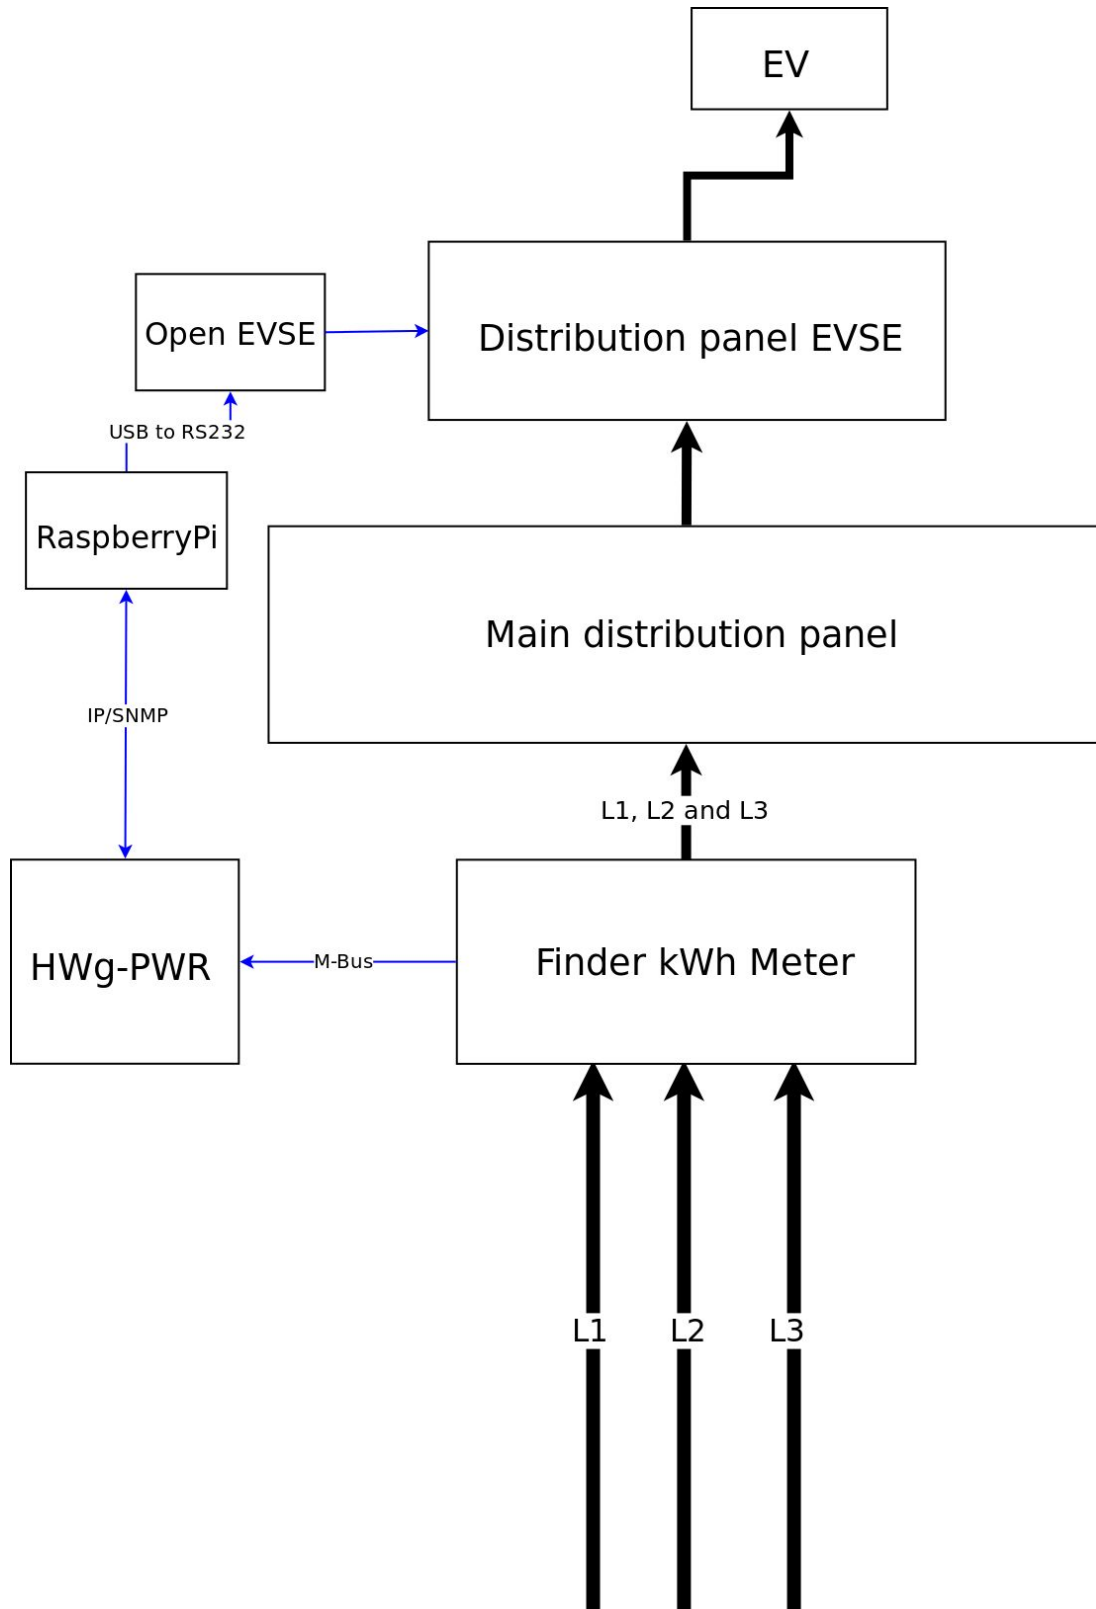 EV
Open EVSE
Distribution panel EVSE
USB to RS232
RaspberryPi
Main distribution panel
IP/SNMP
L1, L2 and L3
HWg-PWR
M-Bus
Finder kWh Meter
L1
L2
L3